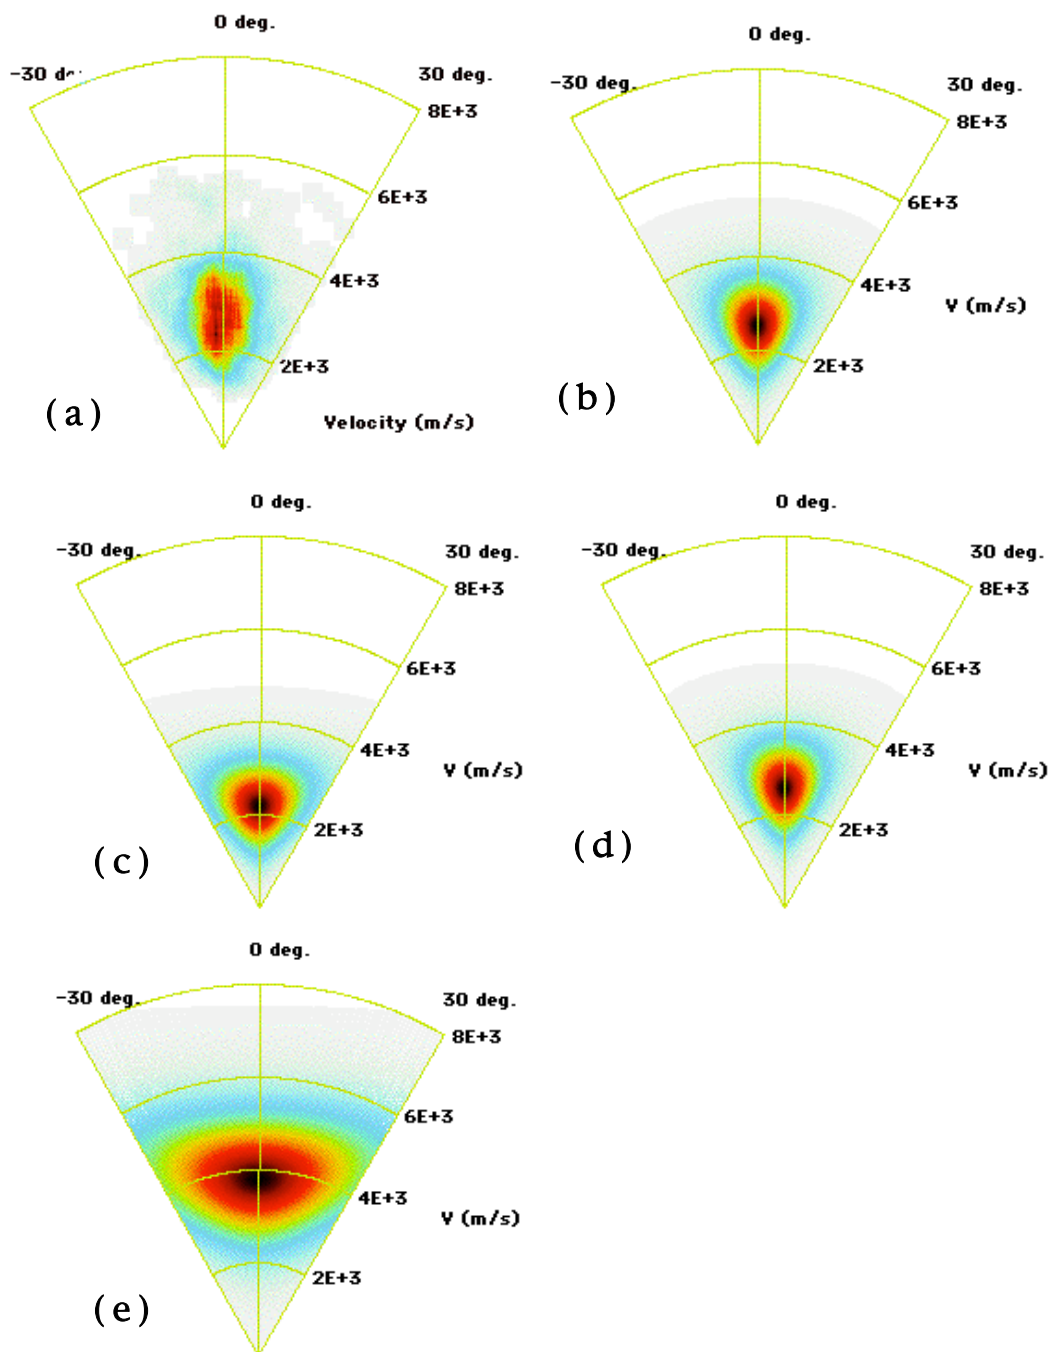 0 deg.
-30 de
30 deg.
8E+3
6E+3
4E+3
2E+3
Velocity (m/s)
(a)
0 deg.
-30 deg.
30 deg.
8E+3
6E+3
4E+3
V (m/s)
2E+3
(b)
0 deg.
-30 deg.
30 deg.
8E+3
6E+3
4E+3
V (m/s)
2E+3
(c)
0 deg.
-30 deg.
30 deg.
8E+3
6E+3
4E+3
V (m/s)
2E+3
(d)
0 deg.
-30 deg.
30 deg.
8E+3
6E+3
4E+3
V (m/s)
2E+3
(e)